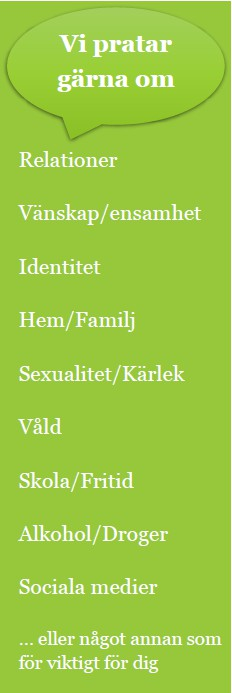 Vi pratar
gärna om
Relationer
Vänskap/ensamhet
Identitet
Hem/Familj
Sexualitet/Kärlek
Våld
Skola/Fritid
Alkohol/Droger
Sociala medier
... eller något annan som
för viktigt för dig